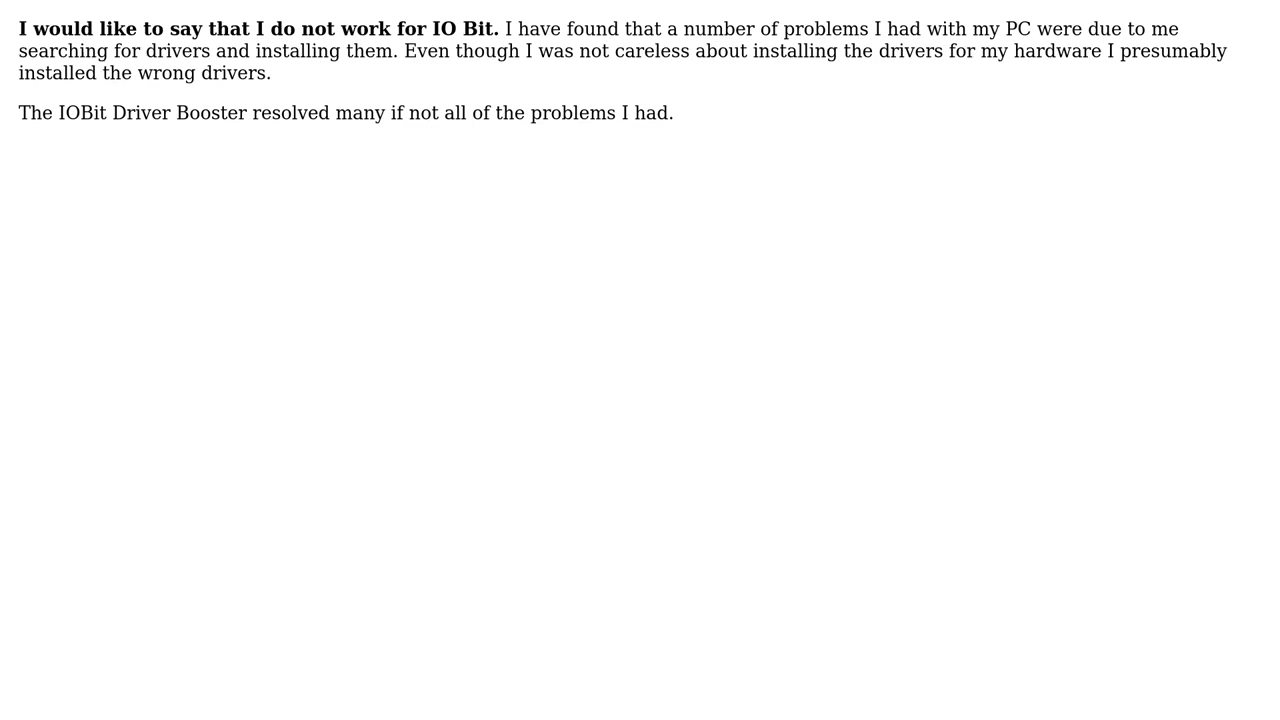 I would like to say that I do not work for IO Bit. I have found that a number of problems I had with my PC were due to me
searching for drivers and installing them. Even though I was not careless about installing the drivers for my hardware I presumably
installed the wrong drivers.
The IOBit Driver Booster resolved many if not all of the problems I had.